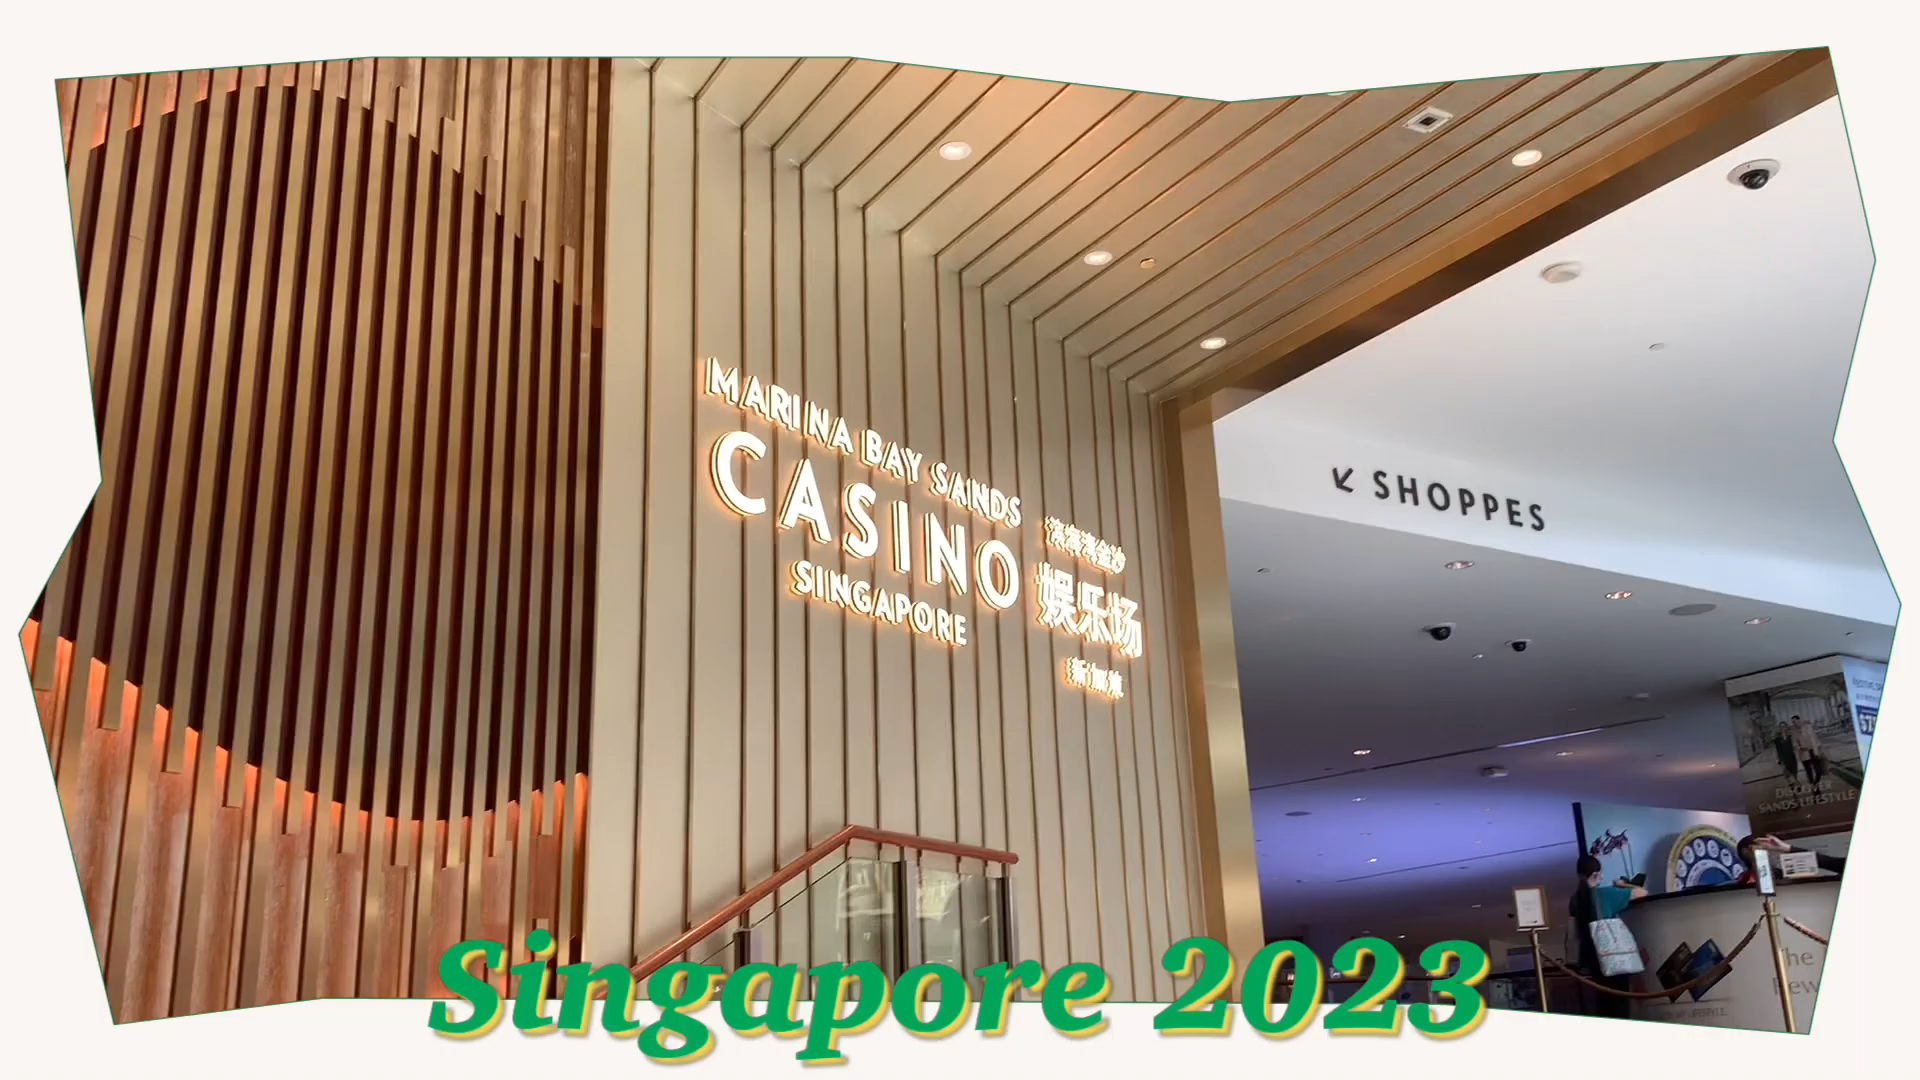 MARINA BAY SANDS
CASINO
SINGAPORE
滨海湾金沙
娱乐场
新加坡
↙ SHOPPES
DISCOVER
SANDS LIFESTYLE
The
Singapore 2023